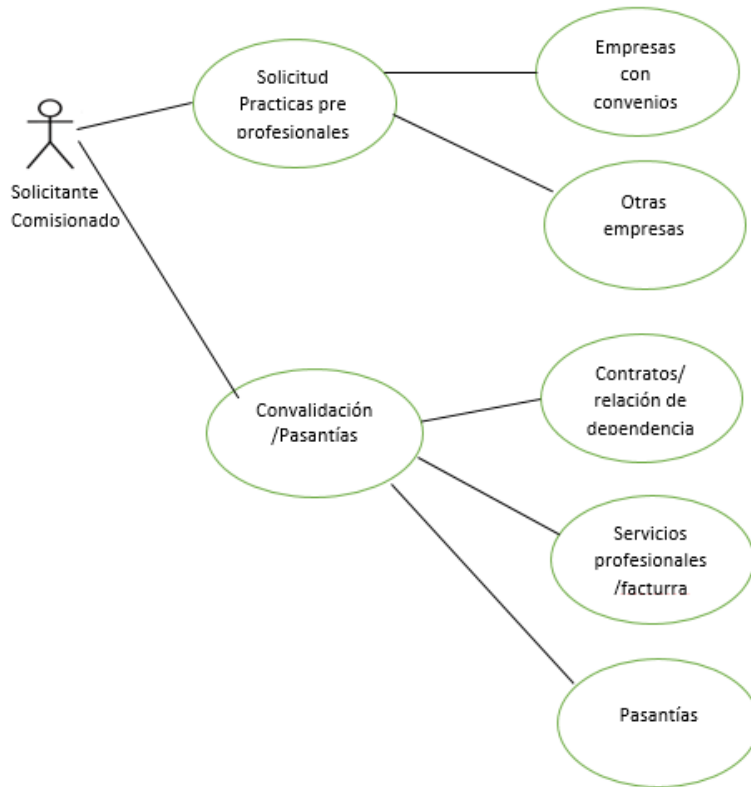 Solicitante
Comisionado
Solicitud
Practicas pre
profesionales
Empresas
con
convenios
Otras
empresas
Convalidación
/Pasantías
Contratos/
relación de
dependencia
Servicios
profesionales
/facturra
Pasantías